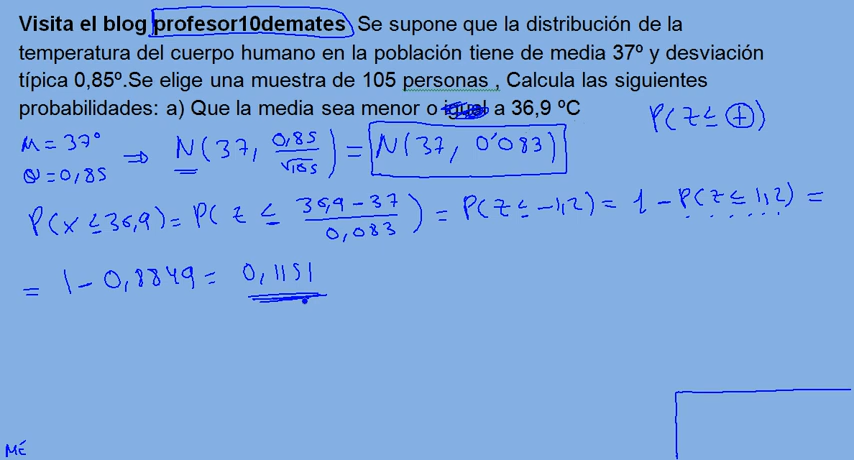 Visita el blog profesor10demates Se supone que la distribución de la
temperatura del cuerpo humano en la población tiene de media 37º y desviación
típica 0,85º.Se elige una muestra de 105 personas , Calcula las siguientes
probabilidades: a) Que la media sea menor o igual a 36,9 ºC
P(z ≤ +)
M = 37°
σ = 0,85
⇒ N(37, 0,85/√105) = N(37, 0'083)
P(x ≤ 36,9) = P(z ≤ (36,9 - 37)/0,083) = P(z ≤ -1,2) = 1 - P(z ≤ 1,2) =
= 1 - 0,8849 = 0,1151
MÉ